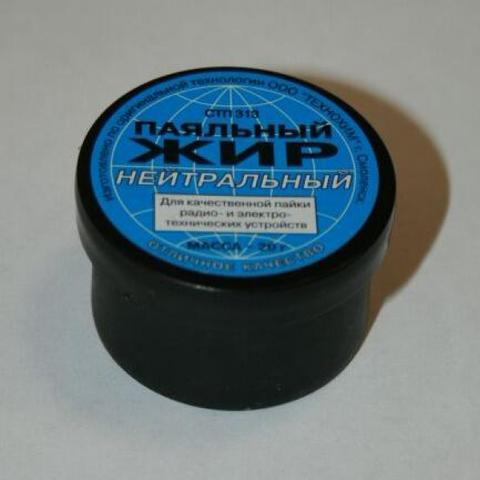 Изготовлено по оригинальной технологии ООО "ТЕХНОХИМ" г. Смоленск
СТП 313
ПАЯЛЬНЫЙ
ЖИР
НЕЙТРАЛЬНЫЙ
Для качественной пайки
радио- и электро-
технических устройств
МАССА 20 г
ОТЛИЧНОЕ КАЧЕСТВО